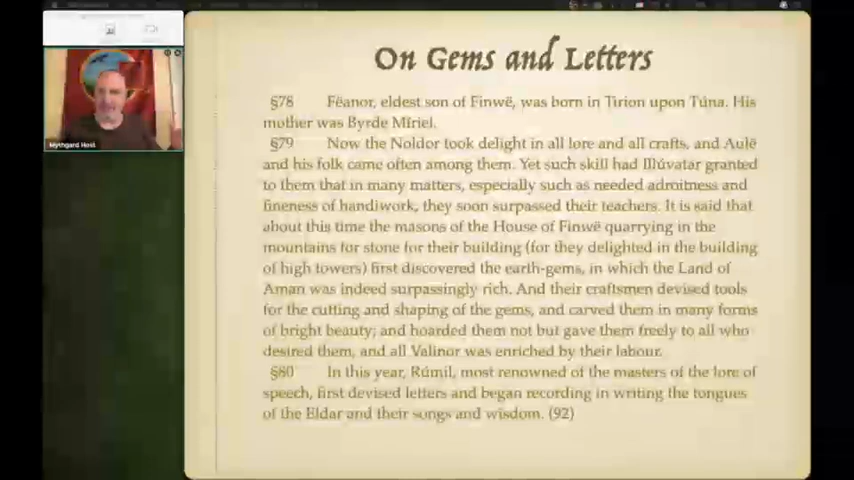 On Gems and Letters
§78 Fëanor, eldest son of Finwë, was born in Tirion upon Túna. His
mother was Byrde Míriel.
§79 Now the Noldor took delight in all lore and all crafts, and Aulë
and his folk came often among them. Yet such skill had Ilúvatar granted
to them that in many matters, especially such as needed adroitness and
fineness of handiwork, they soon surpassed their teachers. It is said that
about this time the masons of the House of Finwë quarrying in the
mountains for stone for their building (for they delighted in the building
of high towers) first discovered the earth-gems, in which the Land of
Aman was indeed surpassingly rich. And their craftsmen devised tools
for the cutting and shaping of the gems, and carved them in many forms
of bright beauty; and hoarded them not but gave them freely to all who
desired them, and all Valinor was enriched by their labour.
§80 In this year, Rúmil, most renowned of the masters of the lore of
speech, first devised letters and began recording in writing the tongues
of the Eldar and their songs and wisdom. (92)
Mythgard Host